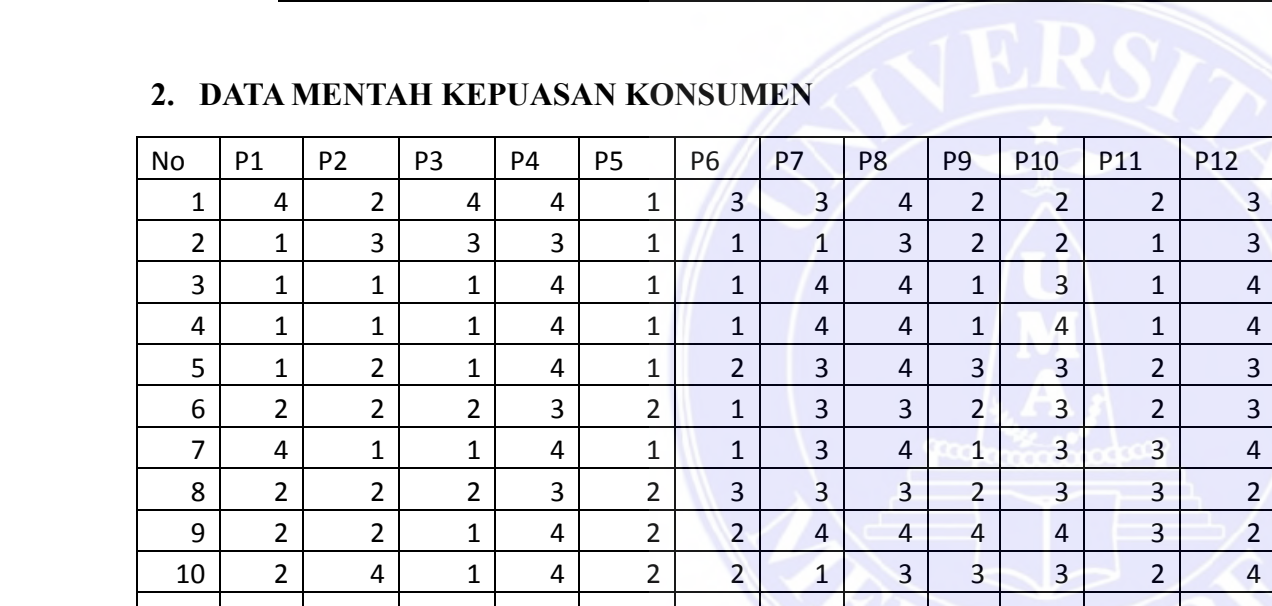 2. DATA MENTAH KEPUASAN KONSUMEN
No P1 P2 P3 P4 P5 P6 P7 P8 P9 P10 P11 P12
1 4 2 4 4 1 3 3 4 2 2 2 3
2 1 3 3 3 1 1 1 3 2 2 1 3
3 1 1 1 4 1 1 4 4 1 3 1 4
4 1 1 1 4 1 1 4 4 1 4 1 4
5 1 2 1 4 1 2 3 4 3 3 2 3
6 2 2 2 3 2 1 3 3 2 3 2 3
7 4 1 1 4 1 1 3 4 1 3 3 4
8 2 2 2 3 2 3 3 3 2 3 3 2
9 2 2 1 4 2 2 4 4 4 4 3 2
10 2 4 1 4 2 2 1 3 3 3 2 4
UMA